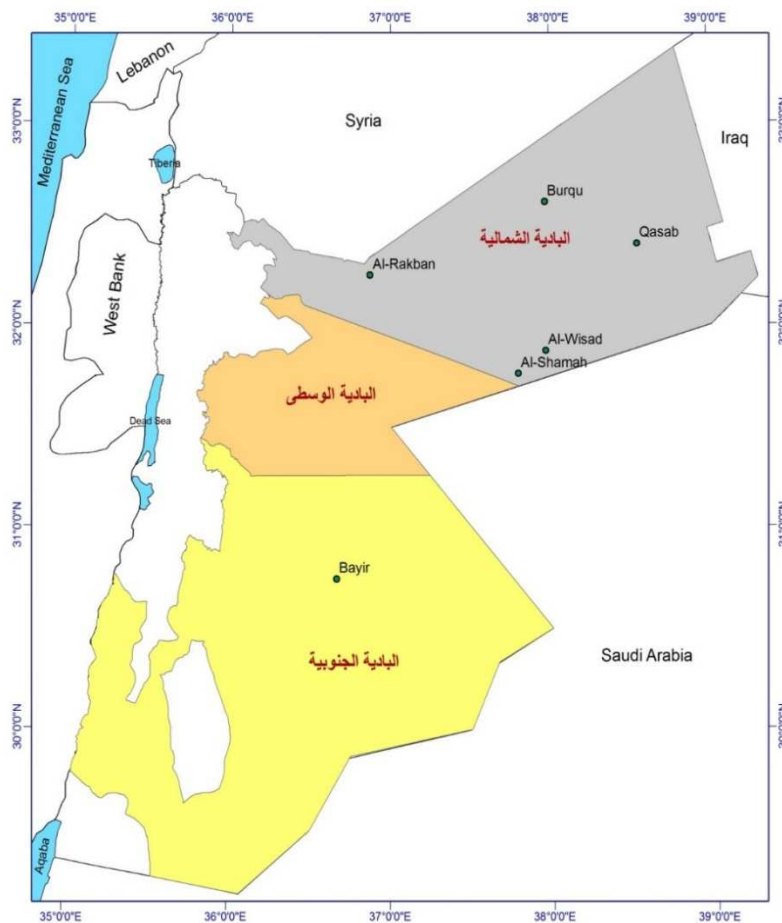 35°0'0"E
36°0'0"E
37°0'0"E
38°0'0"E
39°0'0"E
Lebanon
Mediterranean Sea
Syria
33°0'0"N
Iraq
Tiberia
Burqu
البادية الشمالية
Qasab
Al-Rakban
West Bank
32°0'0"N
Al-Wisad
Al-Shamah
البادية الوسطى
Dead Sea
31°0'0"N
Bayir
البادية الجنوبية
Saudi Arabia
30°0'0"N
Aqaba
35°0'0"E
36°0'0"E
37°0'0"E
38°0'0"E
39°0'0"E